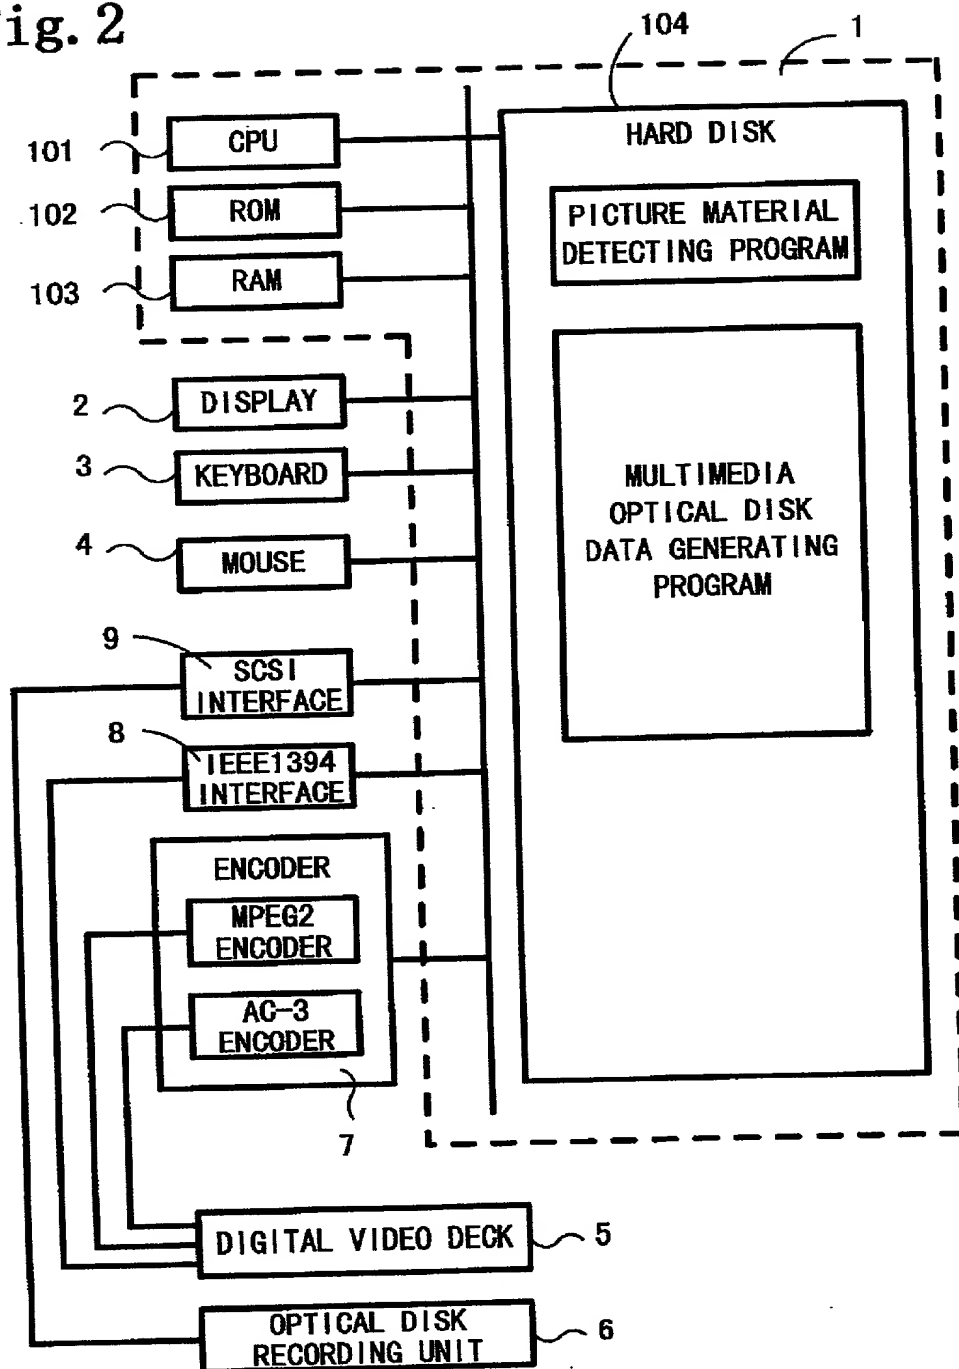 ig. 2
104
1
101
CPU
HARD DISK
102
ROM
PICTURE MATERIAL
DETECTING PROGRAM
103
RAM
2
DISPLAY
3
KEYBOARD
MULTIMEDIA
OPTICAL DISK
DATA GENERATING
PROGRAM
4
MOUSE
9
SCSI
INTERFACE
8
IEEE1394
INTERFACE
ENCODER
MPEG2
ENCODER
AC-3
ENCODER
7
DIGITAL VIDEO DECK
5
OPTICAL DISK
RECORDING UNIT
6